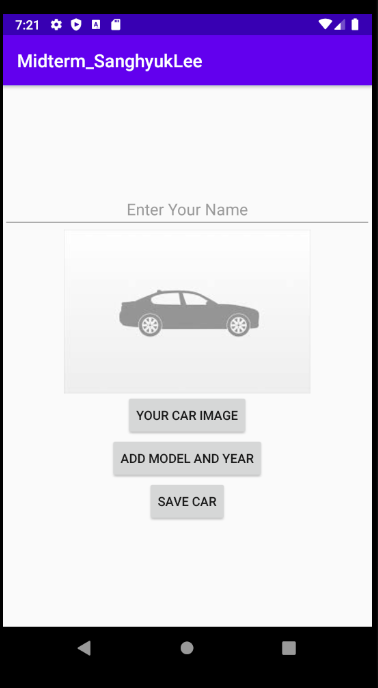 7:21
Midterm_SanghyukLee
Enter Your Name
YOUR CAR IMAGE
ADD MODEL AND YEAR
SAVE CAR